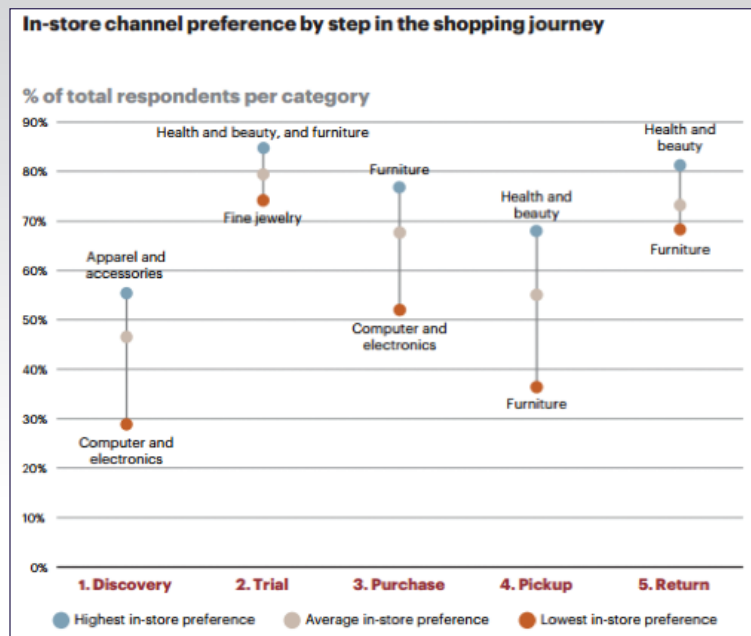 In-store channel preference by step in the shopping journey
% of total respondents per category
90%
80%
70%
60%
50%
40%
30%
20%
10%
0%
Apparel and
accessories
Computer and
electronics
Health and beauty, and furniture
Fine jewelry
Furniture
Computer and
electronics
Health and
beauty
Furniture
Health and
beauty
Furniture
1. Discovery 2. Trial 3. Purchase 4. Pickup 5. Return
Highest in-store preference Average in-store preference Lowest in-store preference